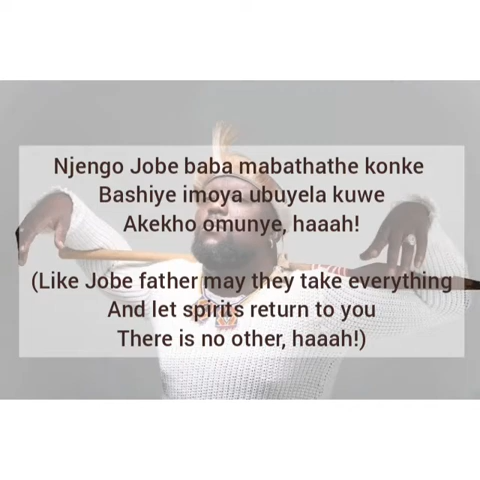 Njengo Jobe baba mabathathe konke
Bashiye imoya ubuyela kuwe
Akekho omunye, haaah!
(Like Jobe father may they take everything
And let spirits return to you
There is no other, haaah!)